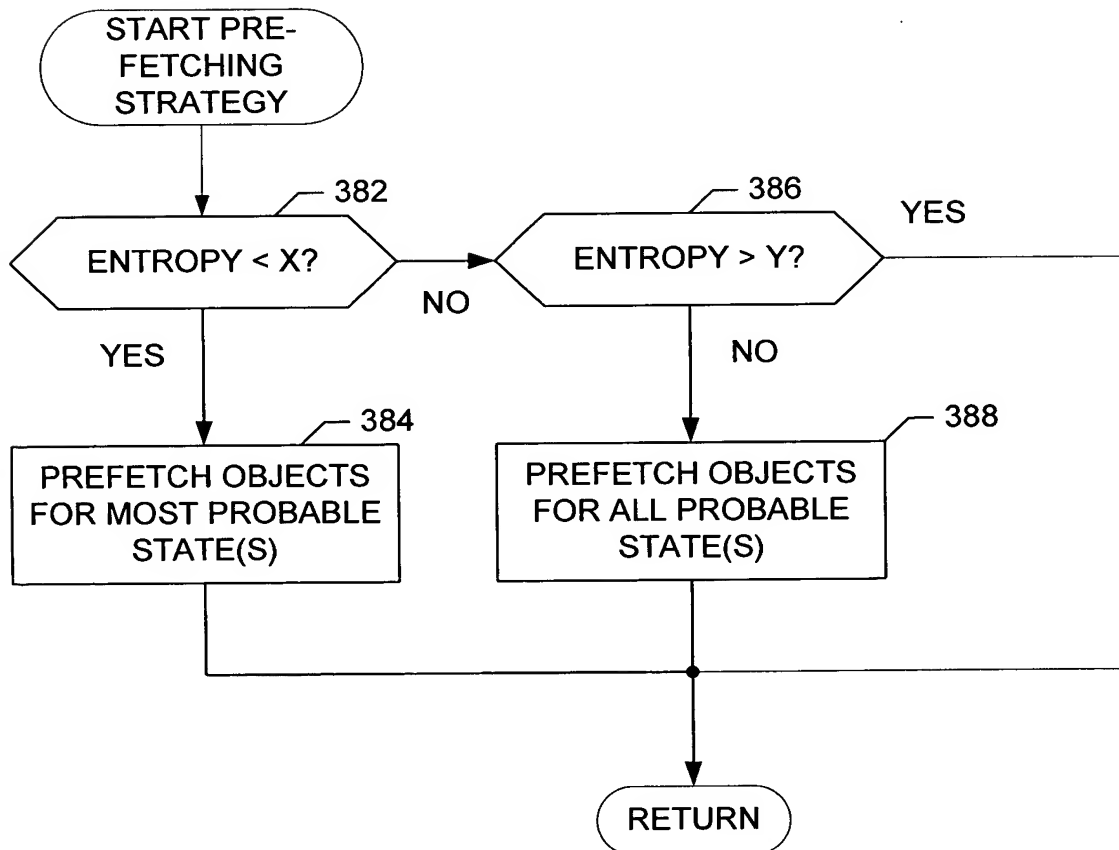 START PRE-
FETCHING
STRATEGY
382
386
YES
ENTROPY < X?
ENTROPY > Y?
NO
YES
NO
384
388
PREFETCH OBJECTS
FOR MOST PROBABLE
STATE(S)
PREFETCH OBJECTS
FOR ALL PROBABLE
STATE(S)
RETURN